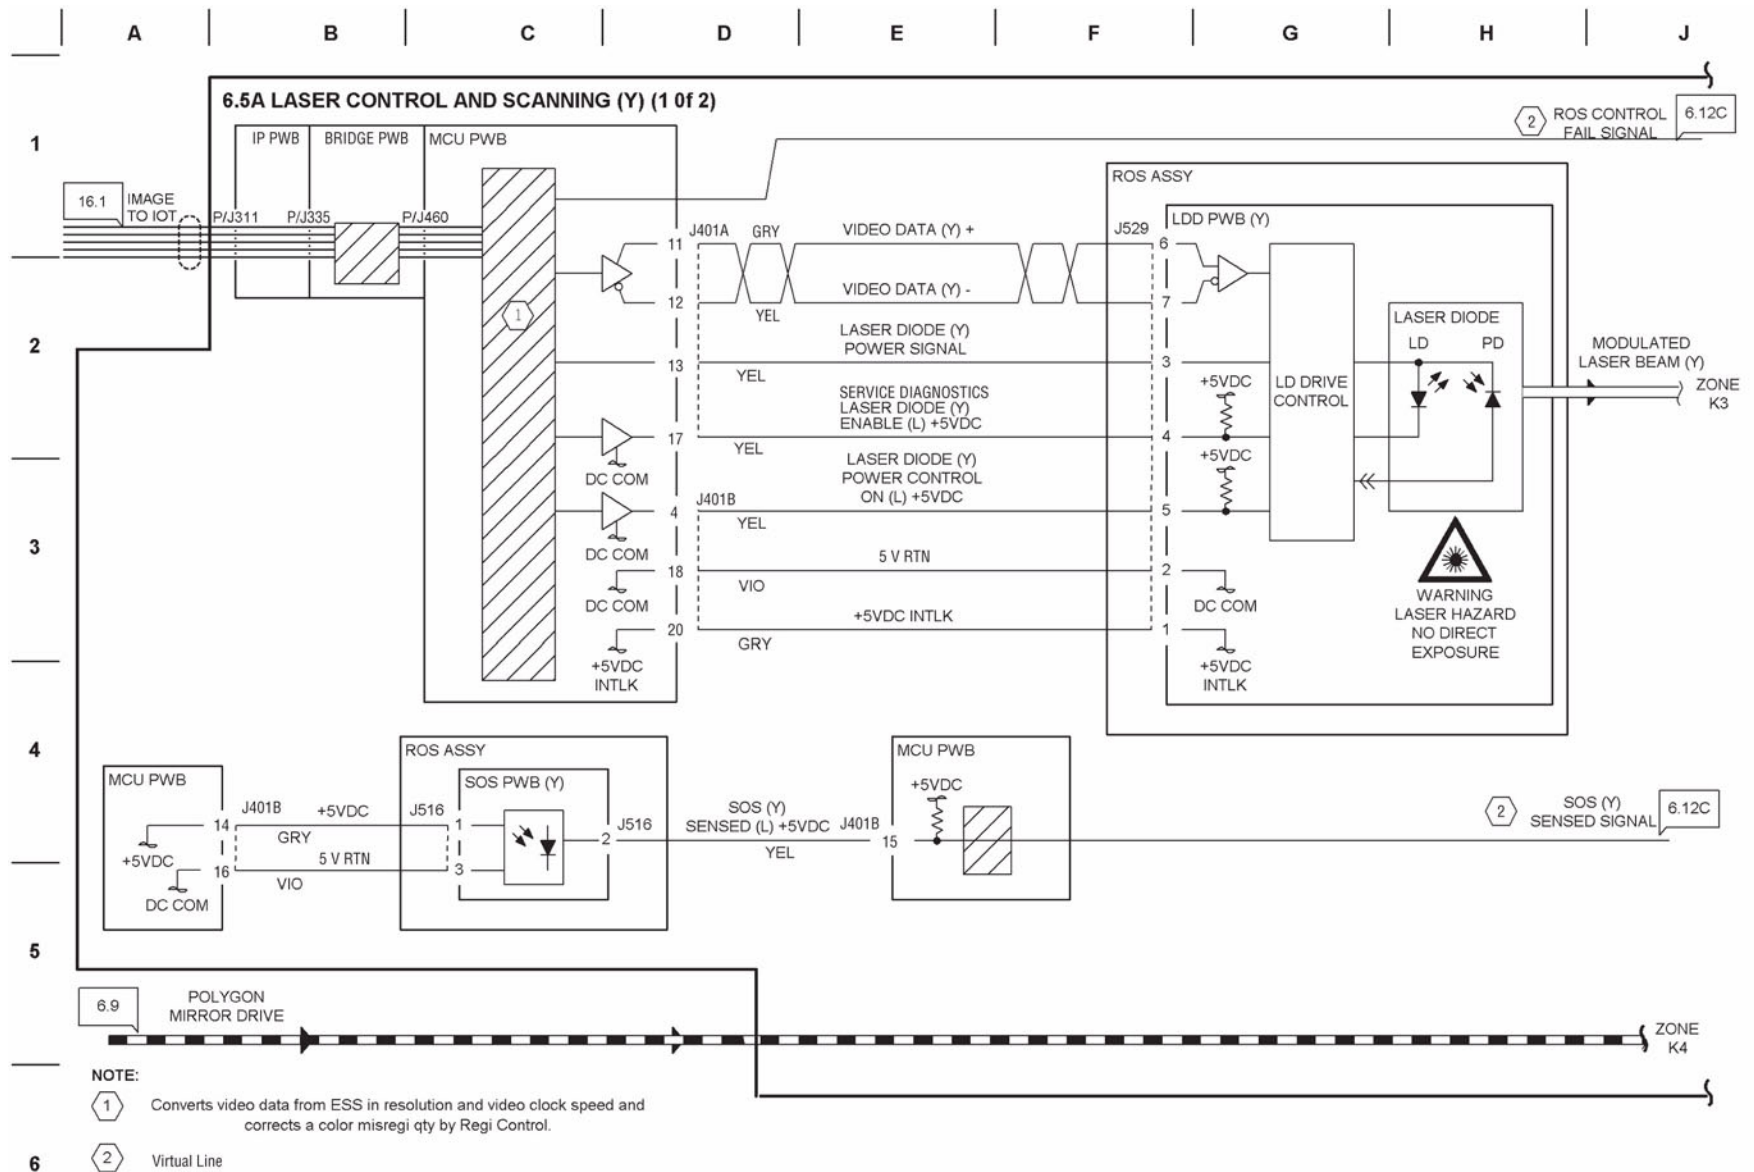 A B C D E F G H J
6.5A LASER CONTROL AND SCANNING (Y) (1 0f 2)
1
IP PWB
BRIDGE PWB
MCU PWB
2 ROS CONTROL
FAIL SIGNAL
6.12C
16.1
IMAGE
TO IOT
P/J311
P/J335
P/J460
ROS ASSY
LDD PWB (Y)
11
J401A
GRY
VIDEO DATA (Y) +
J529
6
1
12
YEL
VIDEO DATA (Y) -
7
2
LASER DIODE (Y)
POWER SIGNAL
13
YEL
3
LASER DIODE
LD
PD
MODULATED
LASER BEAM (Y)
ZONE
K3
+5VDC
LD DRIVE
CONTROL
SERVICE DIAGNOSTICS
LASER DIODE (Y)
ENABLE (L) +5VDC
17
YEL
4
DC COM
+5VDC
LASER DIODE (Y)
POWER CONTROL
ON (L) +5VDC
J401B
4
YEL
5
DC COM
3
5 V RTN
18
VIO
2
DC COM
DC COM
WARNING
LASER HAZARD
NO DIRECT
EXPOSURE
+5VDC INTLK
20
GRY
1
+5VDC
INTLK
+5VDC
INTLK
4
MCU PWB
ROS ASSY
SOS PWB (Y)
MCU PWB
+5VDC
14
J401B
+5VDC
J516
1
GRY
+5VDC
16
5 V RTN
3
VIO
DC COM
2
J516
SOS (Y)
SENSED (L) +5VDC
YEL
J401B
15
2 SOS (Y)
SENSED SIGNAL
6.12C
5
6.9
POLYGON
MIRROR DRIVE
ZONE
K4
NOTE:
1 Converts video data from ESS in resolution and video clock speed and
corrects a color misregi qty by Regi Control.
6
2 Virtual Line